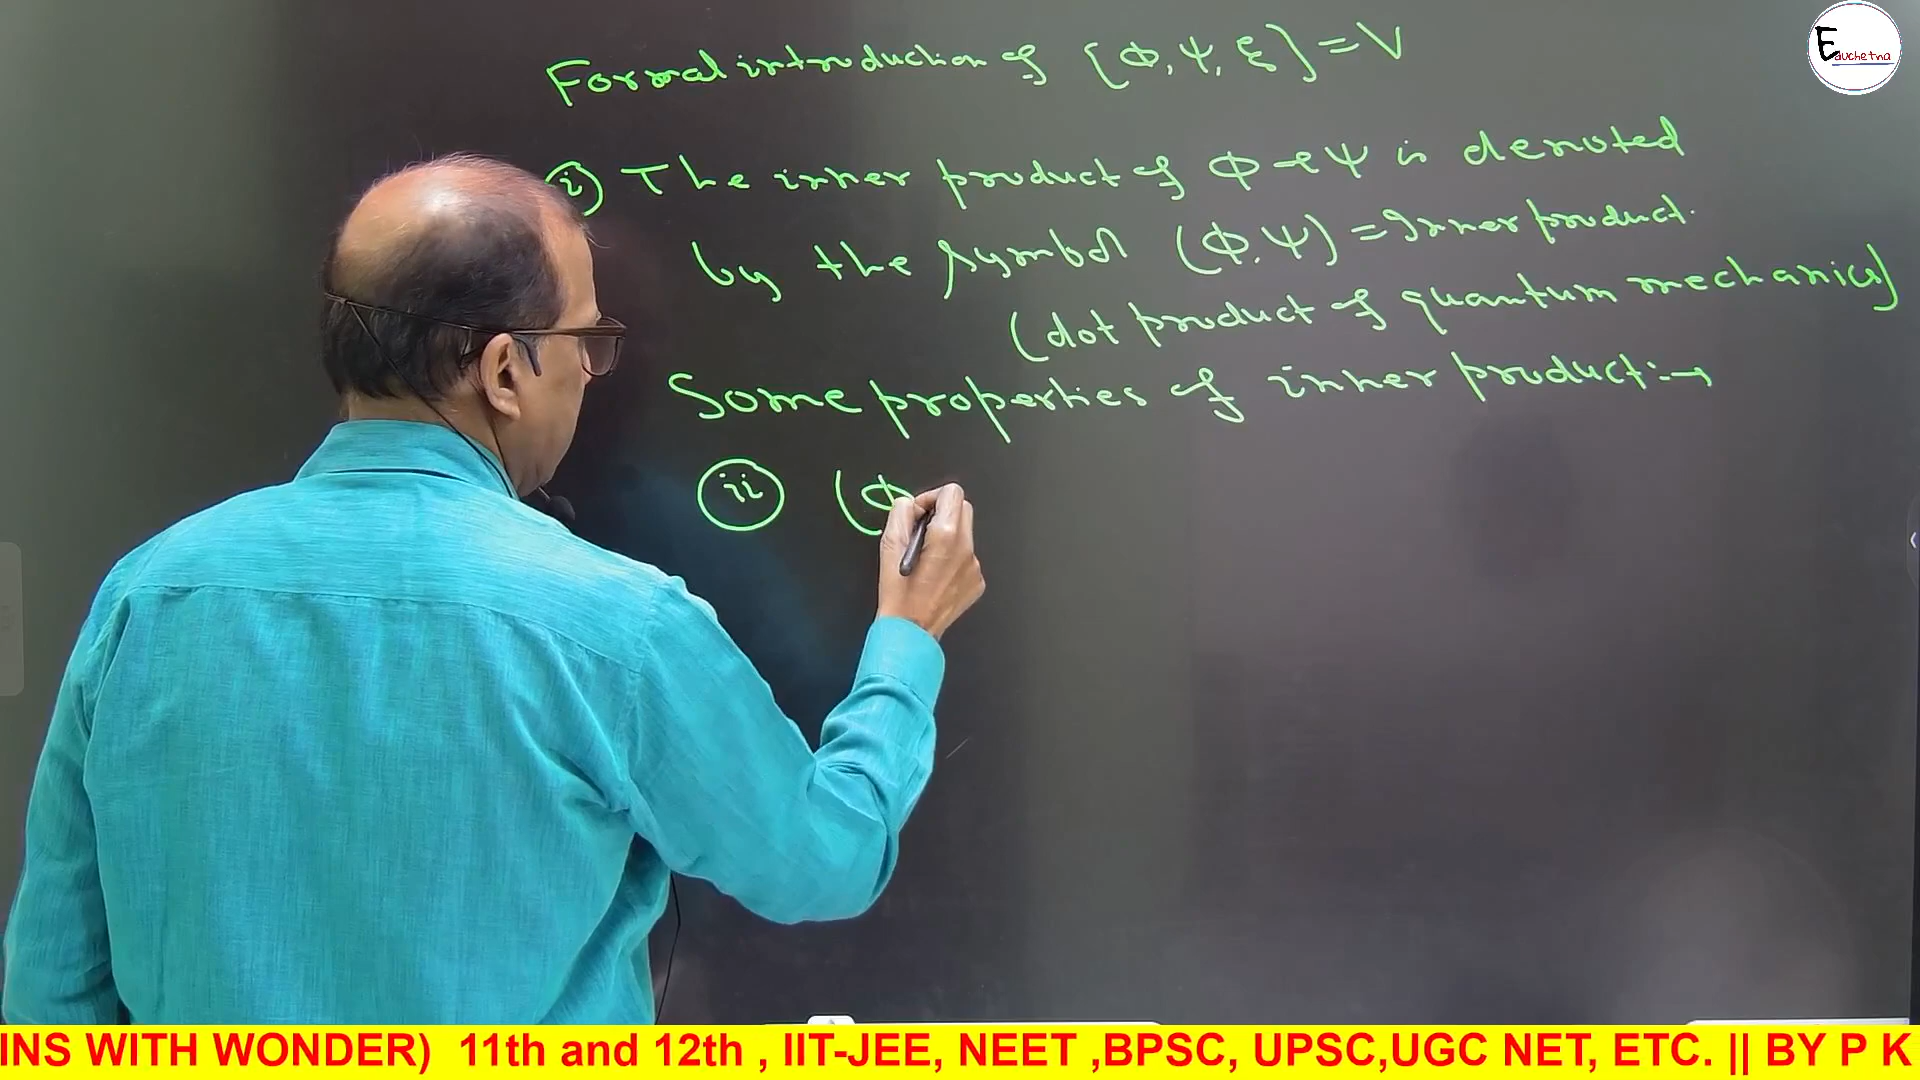 Educhetna
Formal introduction of {Φ, Ψ, ξ} = V
(i) The inner product of Φ & Ψ is denoted
by the symbol (Φ, Ψ) = Inner product.
(dot product of quantum mechanics)
Some properties of inner product:→
(ii) (Φ
INS WITH WONDER) 11th and 12th , IIT-JEE, NEET ,BPSC, UPSC,UGC NET, ETC. || BY P K